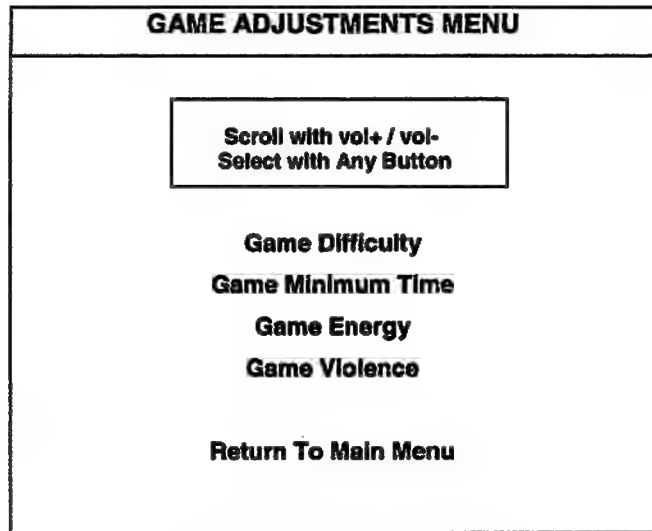 GAME ADJUSTMENTS MENU
Scroll with vol+ / vol-
Select with Any Button
Game Difficulty
Game Minimum Time
Game Energy
Game Violence
Return To Main Menu